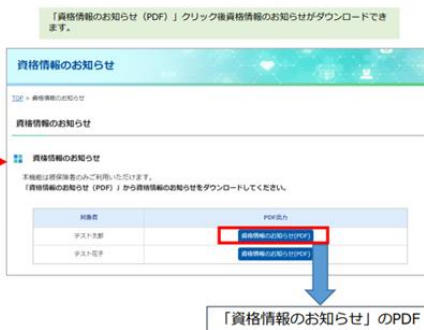 「資格情報のお知らせ（PDF）」クリック後資格情報のお知らせがダウンロードでき
ます。
資格情報のお知らせ
TOP > 資格情報のお知らせ
資格情報のお知らせ
資格情報のお知らせ
本機能は被保険者のみご利用いただけます。
「資格情報のお知らせ（PDF）」から資格情報のお知らせをダウンロードしてください。
対象者 PDF出力
テスト太郎 資格情報のお知らせ(PDF)
テスト花子 資格情報のお知らせ(PDF)
「資格情報のお知らせ」のPDF